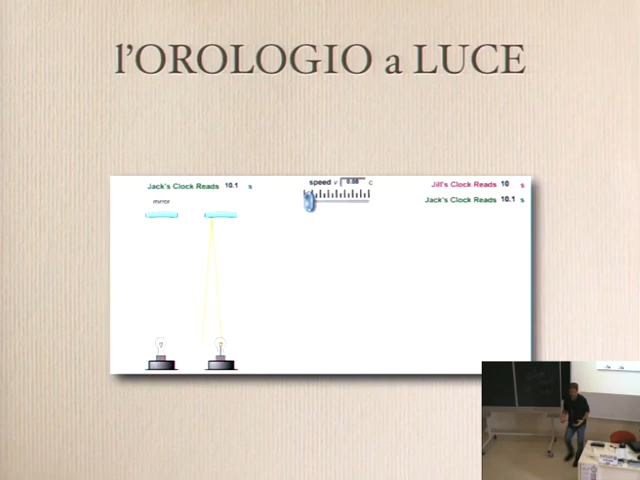 l'OROLOGIO a LUCE
Jack's Clock Reads 10.1 s
speed v c
Jill's Clock Reads 10 s
mirror
Jack's Clock Reads 10.1 s